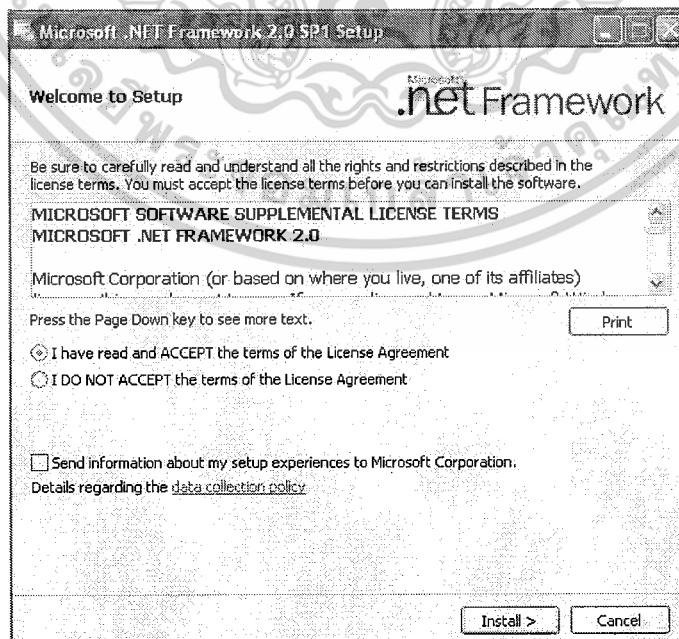 Microsoft .NET Framework 2.0 SP1 Setup
Welcome to Setup
Microsoft
.net Framework
Be sure to carefully read and understand all the rights and restrictions described in the
license terms. You must accept the license terms before you can install the software.
MICROSOFT SOFTWARE SUPPLEMENTAL LICENSE TERMS
MICROSOFT .NET FRAMEWORK 2.0
Microsoft Corporation (or based on where you live, one of its affiliates)
Press the Page Down key to see more text.
Print
I have read and ACCEPT the terms of the License Agreement
I DO NOT ACCEPT the terms of the License Agreement
Send information about my setup experiences to Microsoft Corporation.
Details regarding the data collection policy
Install >
Cancel